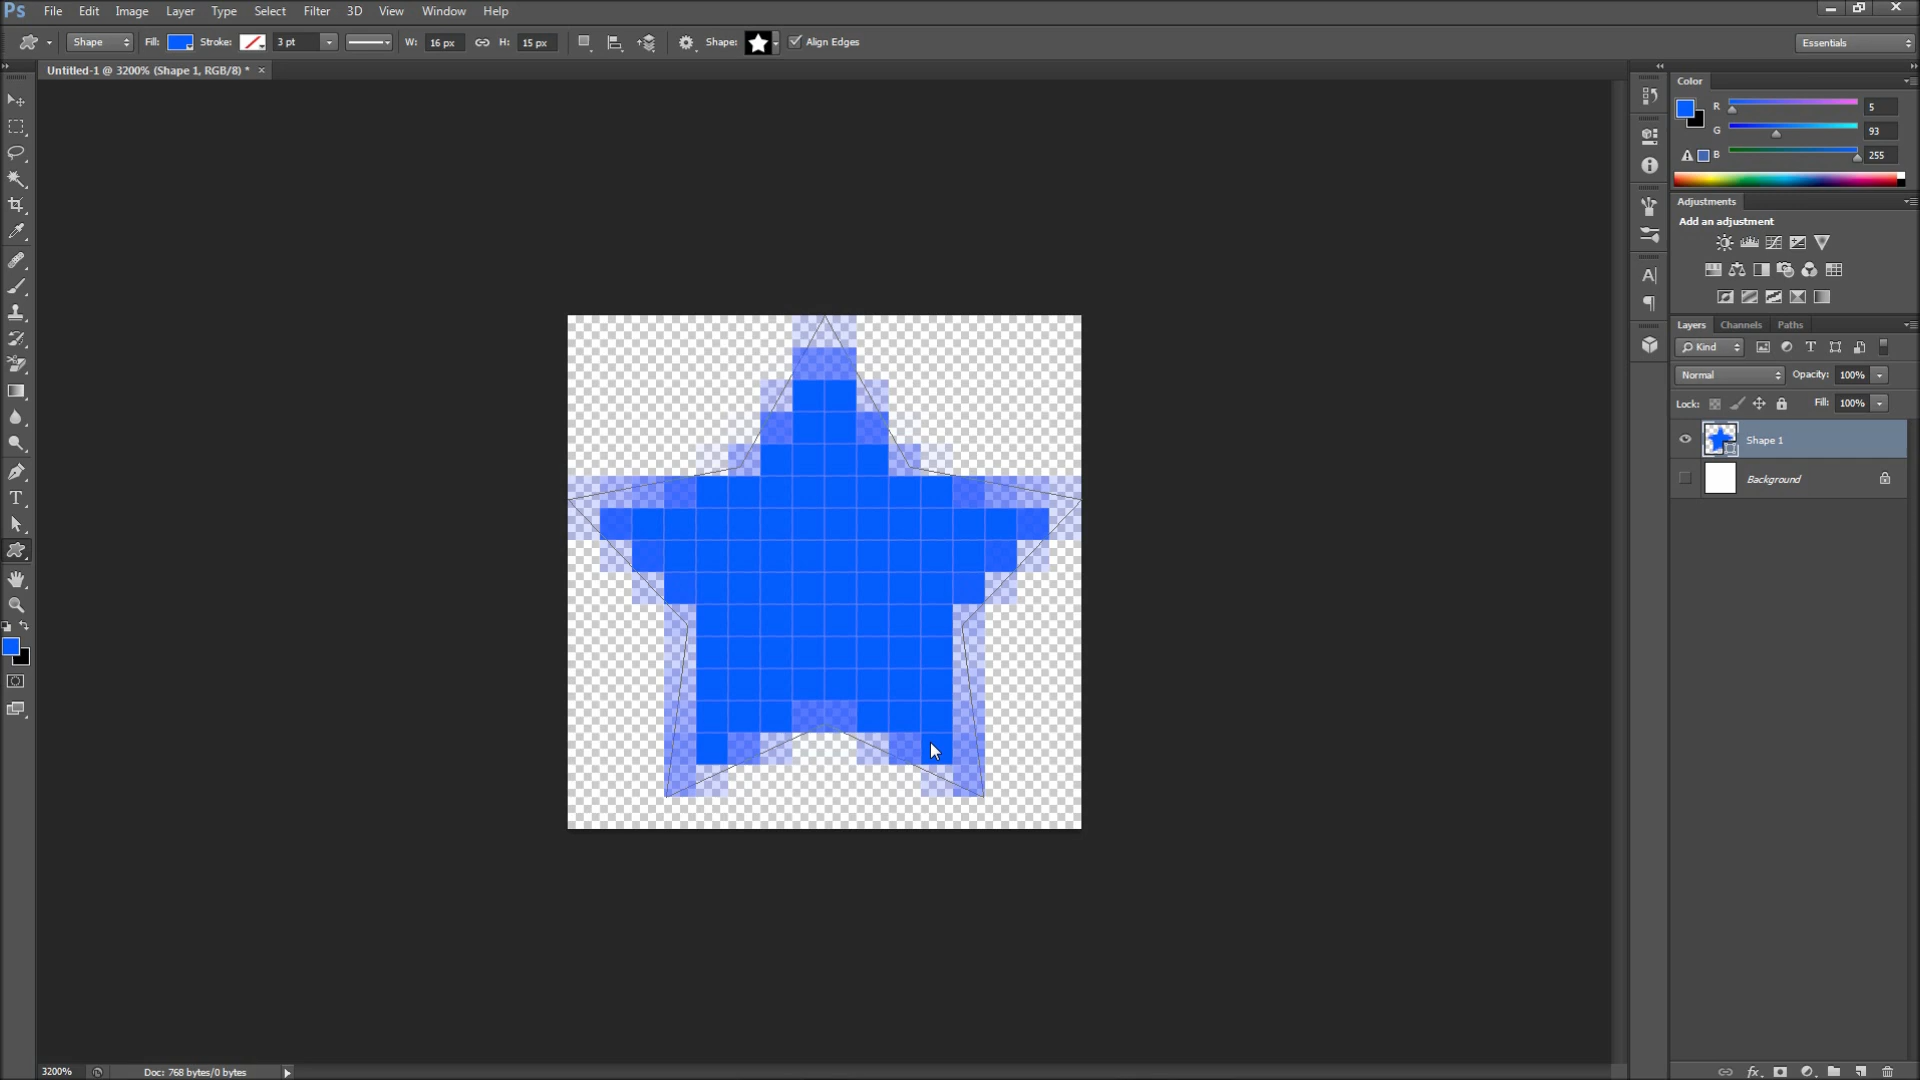 Ps File Edit Image Layer Type Select Filter 3D View Window Help
Shape Fill: Stroke: 3 pt W: 16 px H: 15 px Shape: Align Edges Essentials
Untitled-1 @ 3200% (Shape 1, RGB/8) * ×
Color
R 5
G 93
B 255
Adjustments
Add an adjustment
Layers Channels Paths
Kind T
Normal Opacity: 100%
Lock: Fill: 100%
Shape 1
Background
A
T
3200% Doc: 768 bytes/0 bytes
fx